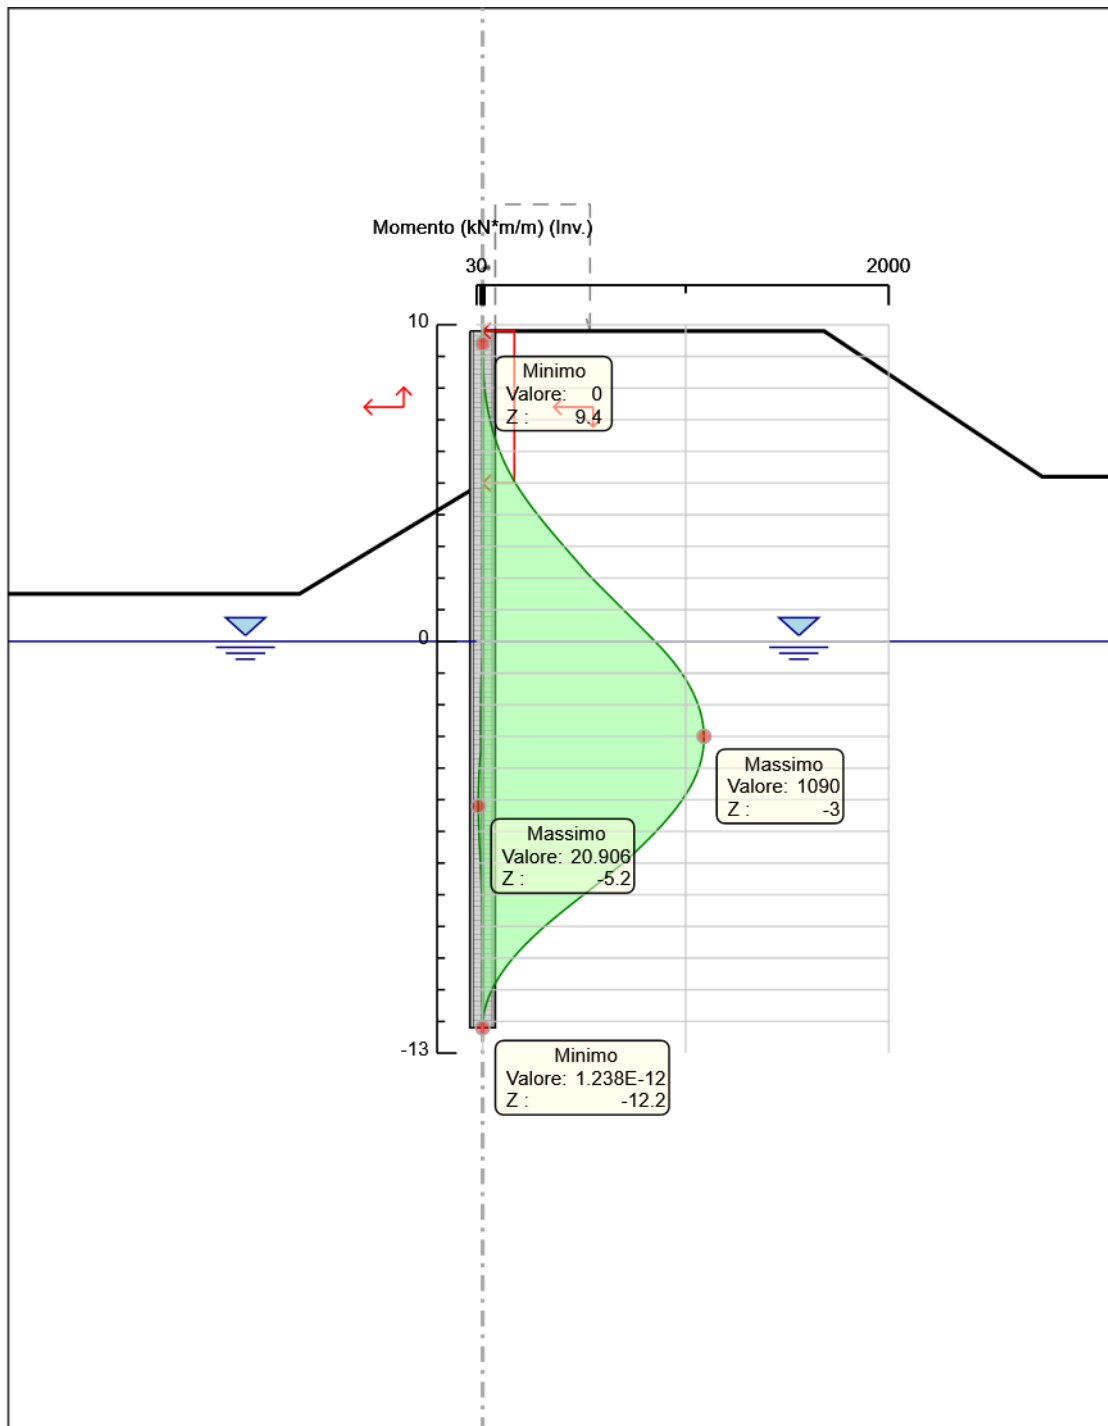 Momento (kN*m/m) (Inv.)
30 2000
10
Minimo
Valore: 0
Z : 9.4
0
Massimo
Valore: 1090
Z : -3
Massimo
Valore: 20.906
Z : -5.2
-13
Minimo
Valore: 1.238E-12
Z : -12.2